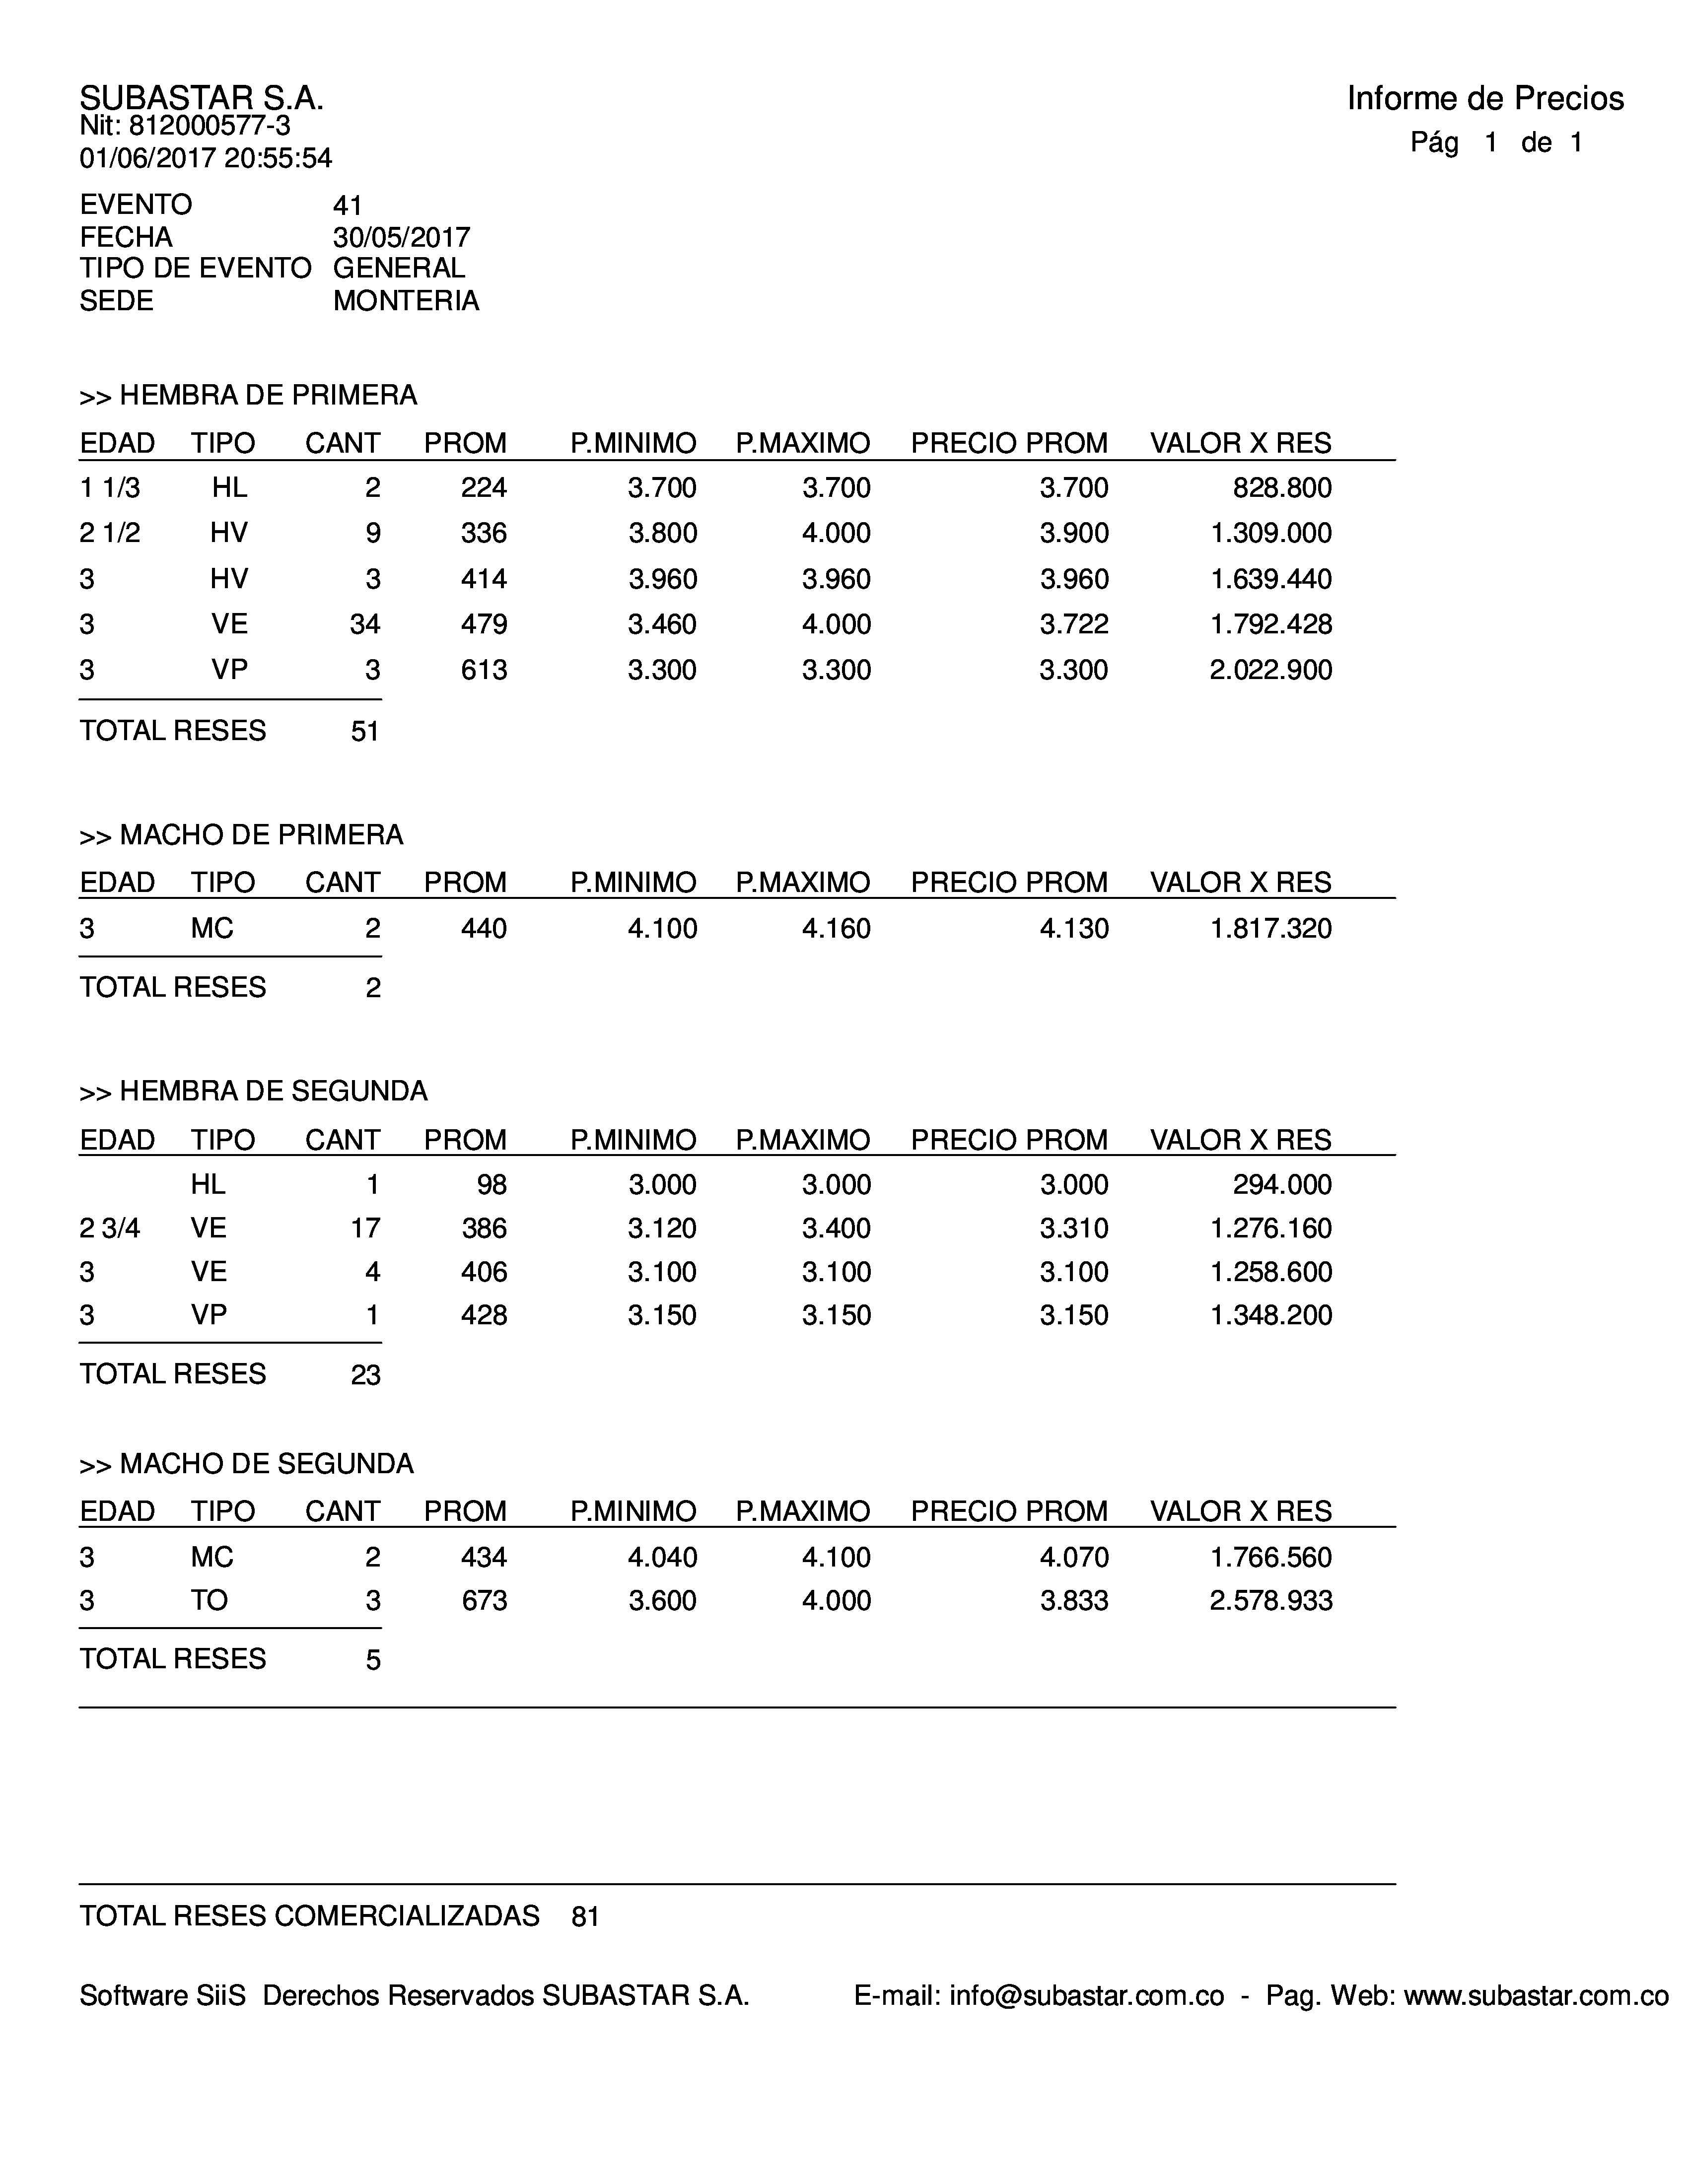 SUBASTAR S.A.
Nit: 812000577-3
01/06/2017 20:55:54
Informe de Precios
Pág 1 de 1
EVENTO 41
FECHA 30/05/2017
TIPO DE EVENTO GENERAL
SEDE MONTERIA
>> HEMBRA DE PRIMERA
EDAD TIPO CANT PROM P.MINIMO P.MAXIMO PRECIO PROM VALOR X RES
1 1/3 HL 2 224 3.700 3.700 3.700 828.800
2 1/2 HV 9 336 3.800 4.000 3.900 1.309.000
3 HV 3 414 3.960 3.960 3.960 1.639.440
3 VE 34 479 3.460 4.000 3.722 1.792.428
3 VP 3 613 3.300 3.300 3.300 2.022.900
TOTAL RESES 51
>> MACHO DE PRIMERA
EDAD TIPO CANT PROM P.MINIMO P.MAXIMO PRECIO PROM VALOR X RES
3 MC 2 440 4.100 4.160 4.130 1.817.320
TOTAL RESES 2
>> HEMBRA DE SEGUNDA
EDAD TIPO CANT PROM P.MINIMO P.MAXIMO PRECIO PROM VALOR X RES
HL 1 98 3.000 3.000 3.000 294.000
2 3/4 VE 17 386 3.120 3.400 3.310 1.276.160
3 VE 4 406 3.100 3.100 3.100 1.258.600
3 VP 1 428 3.150 3.150 3.150 1.348.200
TOTAL RESES 23
>> MACHO DE SEGUNDA
EDAD TIPO CANT PROM P.MINIMO P.MAXIMO PRECIO PROM VALOR X RES
3 MC 2 434 4.040 4.100 4.070 1.766.560
3 TO 3 673 3.600 4.000 3.833 2.578.933
TOTAL RESES 5
TOTAL RESES COMERCIALIZADAS 81
Software SiiS Derechos Reservados SUBASTAR S.A. E-mail: info@subastar.com.co - Pag. Web: www.subastar.com.co